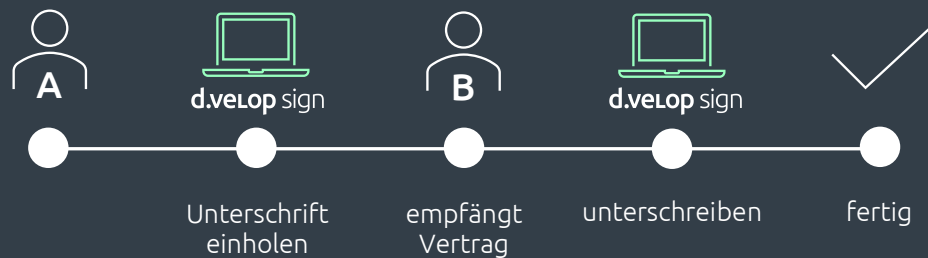 A
d.velop sign
B
d.velop sign
Unterschrift
einholen
empfängt
Vertrag
unterschreiben
fertig